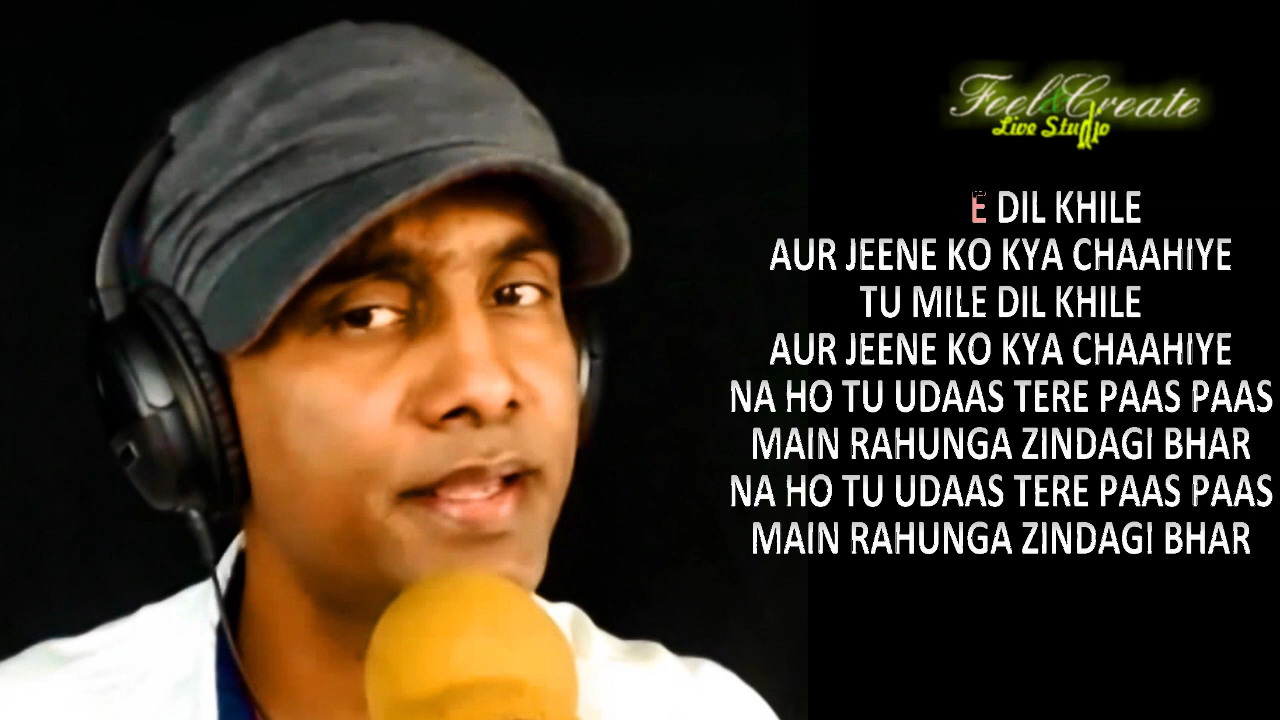 Feel & Create
Live Studio
E DIL KHILE
AUR JEENE KO KYA CHAAHIYE
TU MILE DIL KHILE
AUR JEENE KO KYA CHAAHIYE
NA HO TU UDAAS TERE PAAS PAAS
MAIN RAHUNGA ZINDAGI BHAR
NA HO TU UDAAS TERE PAAS PAAS
MAIN RAHUNGA ZINDAGI BHAR